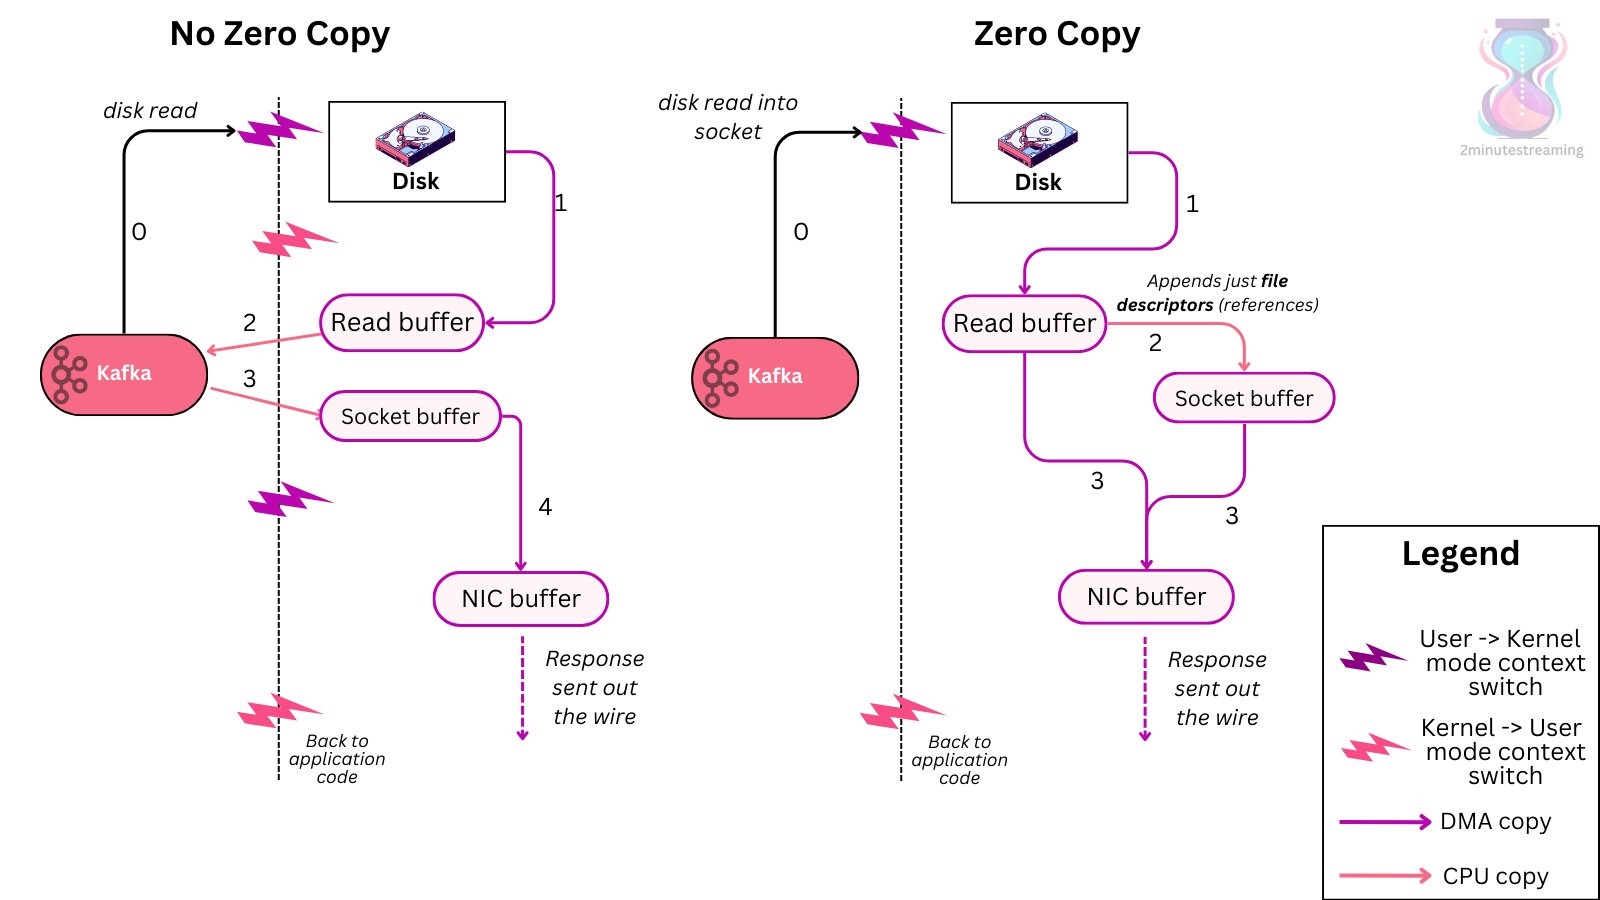 No Zero Copy
disk read
0
Disk
1
Read buffer
2
Kafka
3
Socket buffer
4
NIC buffer
Response
sent out
the wire
Back to
application
code
Zero Copy
disk read into
socket
0
Disk
1
Appends just file
descriptors (references)
Read buffer
2
Kafka
Socket buffer
3
3
NIC buffer
Response
sent out
the wire
Back to
application
code
2minutestreaming
Legend
User -> Kernel
mode context
switch
Kernel -> User
mode context
switch
DMA copy
CPU copy